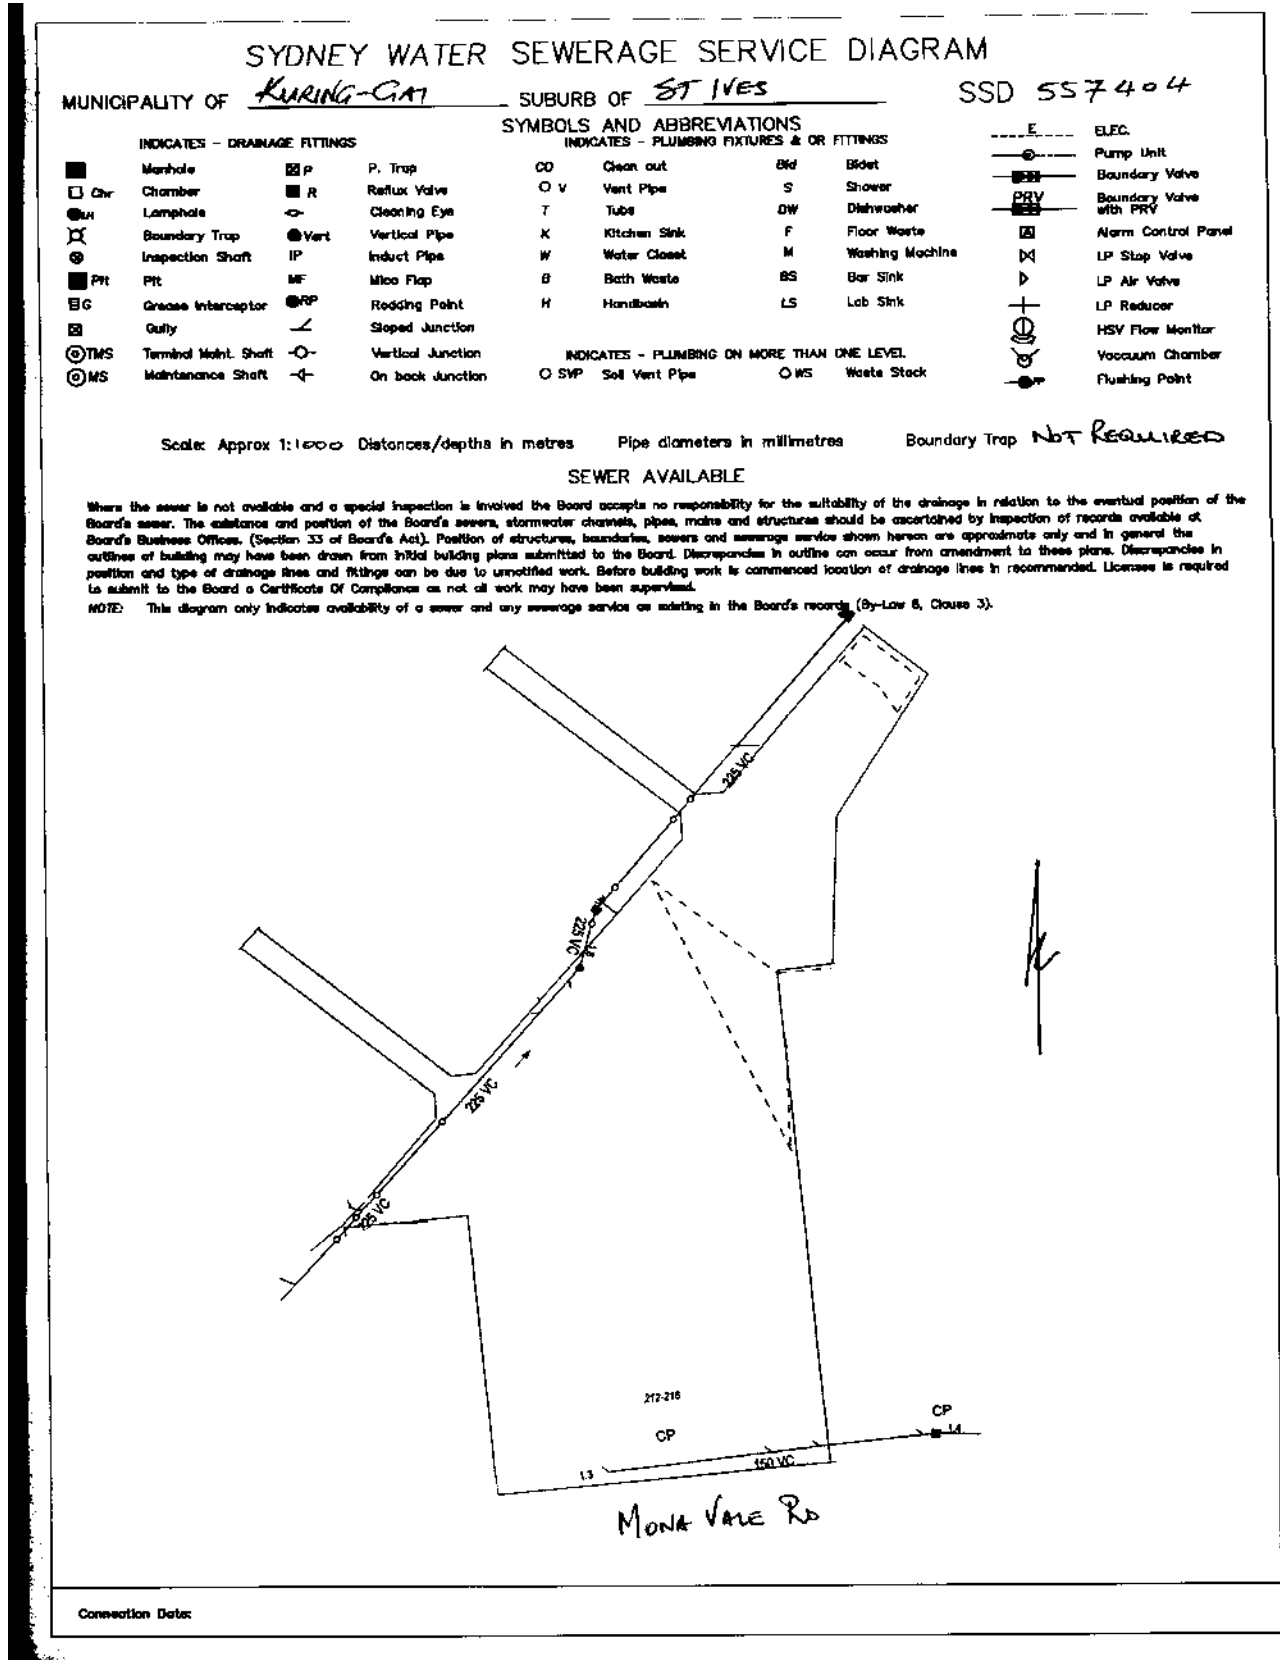 SYDNEY WATER SEWERAGE SERVICE DIAGRAM
MUNICIPALITY OF KURING-GAI SUBURB OF ST IVES SSD 557404
SYMBOLS AND ABBREVIATIONS
INDICATES - DRAINAGE FITTINGS INDICATES - PLUMBING FIXTURES & OR FITTINGS E ELEC.
Manhole P P. Trap CO Clean out Bid Bidet Pump Unit
Chr Chamber R Reflux Valve V Vent Pipe S Shower Boundary Valve
LH Lamphole Cleaning Eye T Tubs DW Dishwasher PRV Boundary Valve with PRV
Boundary Trap Vert Vertical Pipe K Kitchen Sink F Floor Waste A Alarm Control Panel
Inspection Shaft IP Induct Pipe W Water Closet M Washing Machine LP Stop Valve
Pit Pit MF Mica Flap B Bath Waste BS Bar Sink LP Air Valve
G Grease Interceptor RP Rodding Point H Handbasin LS Lab Sink LP Reducer
Gully Sloped Junction HSV Flow Monitor
TMS Terminal Maint. Shaft Vertical Junction INDICATES - PLUMBING ON MORE THAN ONE LEVEL Vaccuum Chamber
MS Maintenance Shaft On back Junction SVP Soil Vent Pipe WS Waste Stack Flushing Point
Scale: Approx 1:1000 Distances/depths in metres Pipe diameters in millimetres Boundary Trap NOT REQUIRED
SEWER AVAILABLE
Where the sewer is not available and a special inspection is involved the Board accepts no responsibility for the suitability of the drainage in relation to the eventual position of the
Board's sewer. The existence and position of the Board's sewers, stormwater channels, pipes, mains and structures should be ascertained by inspection of records available at
Board's Business Offices. (Section 33 of Board's Act). Position of structures, boundaries, sewers and sewerage service shown hereon are approximate only and in general the
outlines of building may have been drawn from initial building plans submitted to the Board. Discrepancies in outline can occur from amendment to these plans. Discrepancies in
position and type of drainage lines and fittings can be due to unnotified work. Before building work is commenced location of drainage lines is recommended. Licensee is required
to submit to the Board a Certificate Of Compliance as not all work may have been supervised.
NOTE: This diagram only indicates availability of a sewer and any sewerage service as existing in the Board's records (By-Law 6, Clause 3).
225 VC
225 VC
225 VC
225 VC
212-216
CP
CP
1.4
1.3
150 VC
MONA VALE RD
Connection Date: